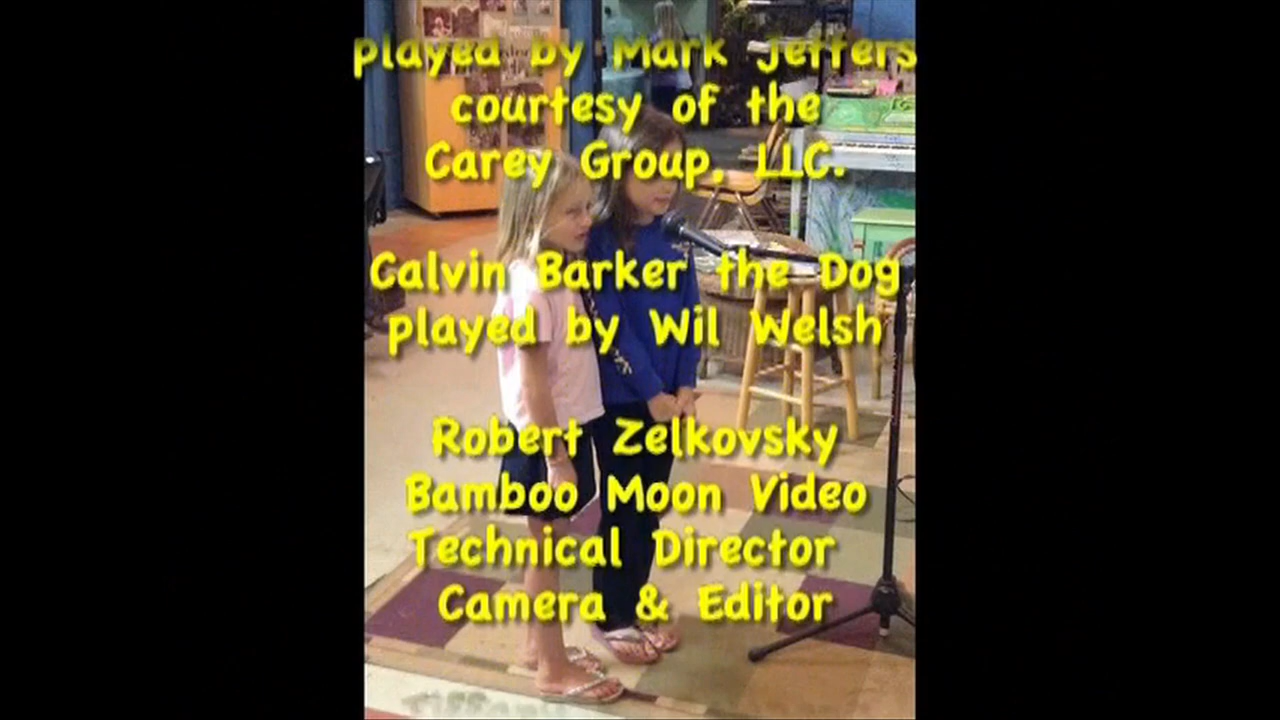 played by Mark Jeffers
courtesy of the
Carey Group, LLC.
Calvin Barker the Dog
played by Wil Welsh
Robert Zelkovsky
Bamboo Moon Video
Technical Director
Camera & Editor